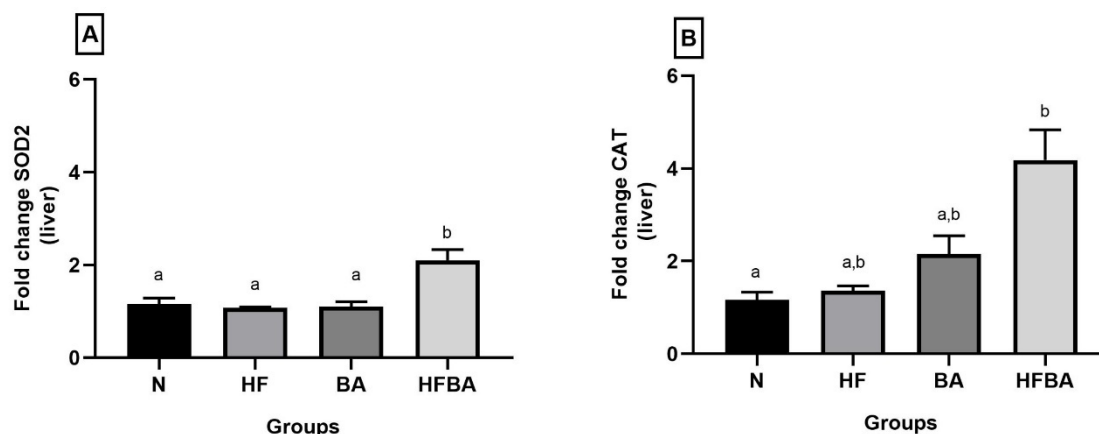 A
Fold change SOD2
(liver)
6
4
2
0
a
a
a
b
N HF BA HFBA
Groups
B
Fold change CAT
(liver)
6
4
2
0
a
a,b
a,b
b
N HF BA HFBA
Groups